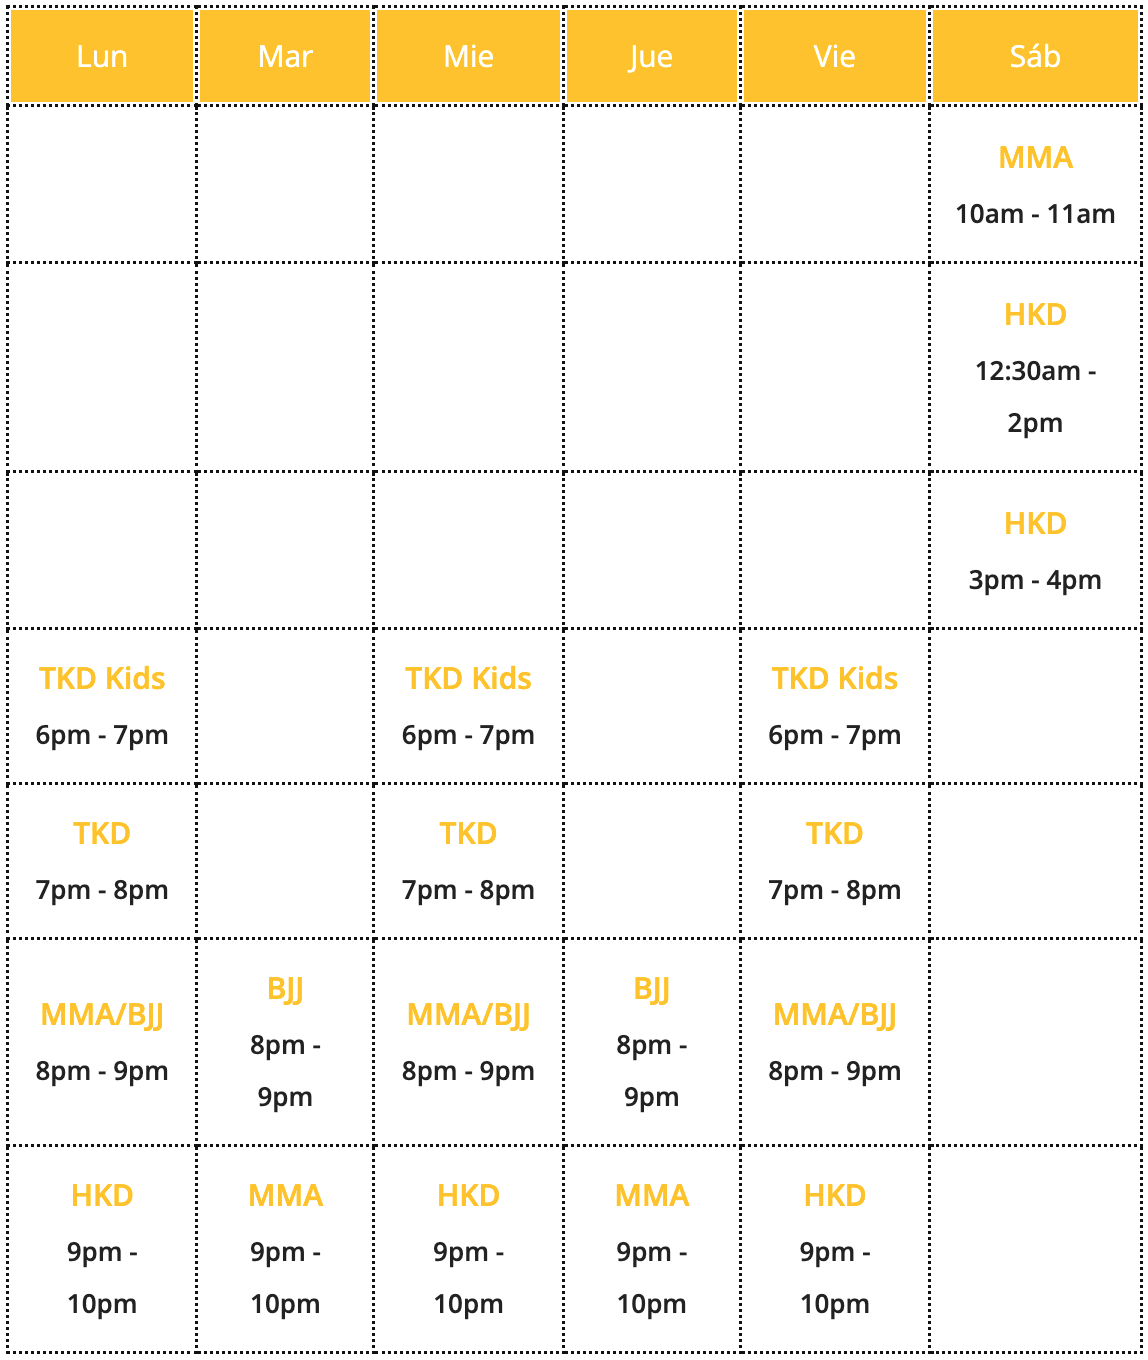 Lun
Mar
Mie
Jue
Vie
Sáb
MMA
10am - 11am
HKD
12:30am -
2pm
HKD
3pm - 4pm
TKD Kids
6pm - 7pm
TKD Kids
6pm - 7pm
TKD Kids
6pm - 7pm
TKD
7pm - 8pm
TKD
7pm - 8pm
TKD
7pm - 8pm
MMA/BJJ
8pm - 9pm
BJJ
8pm -
9pm
MMA/BJJ
8pm - 9pm
BJJ
8pm -
9pm
MMA/BJJ
8pm - 9pm
HKD
9pm -
10pm
MMA
9pm -
10pm
HKD
9pm -
10pm
MMA
9pm -
10pm
HKD
9pm -
10pm